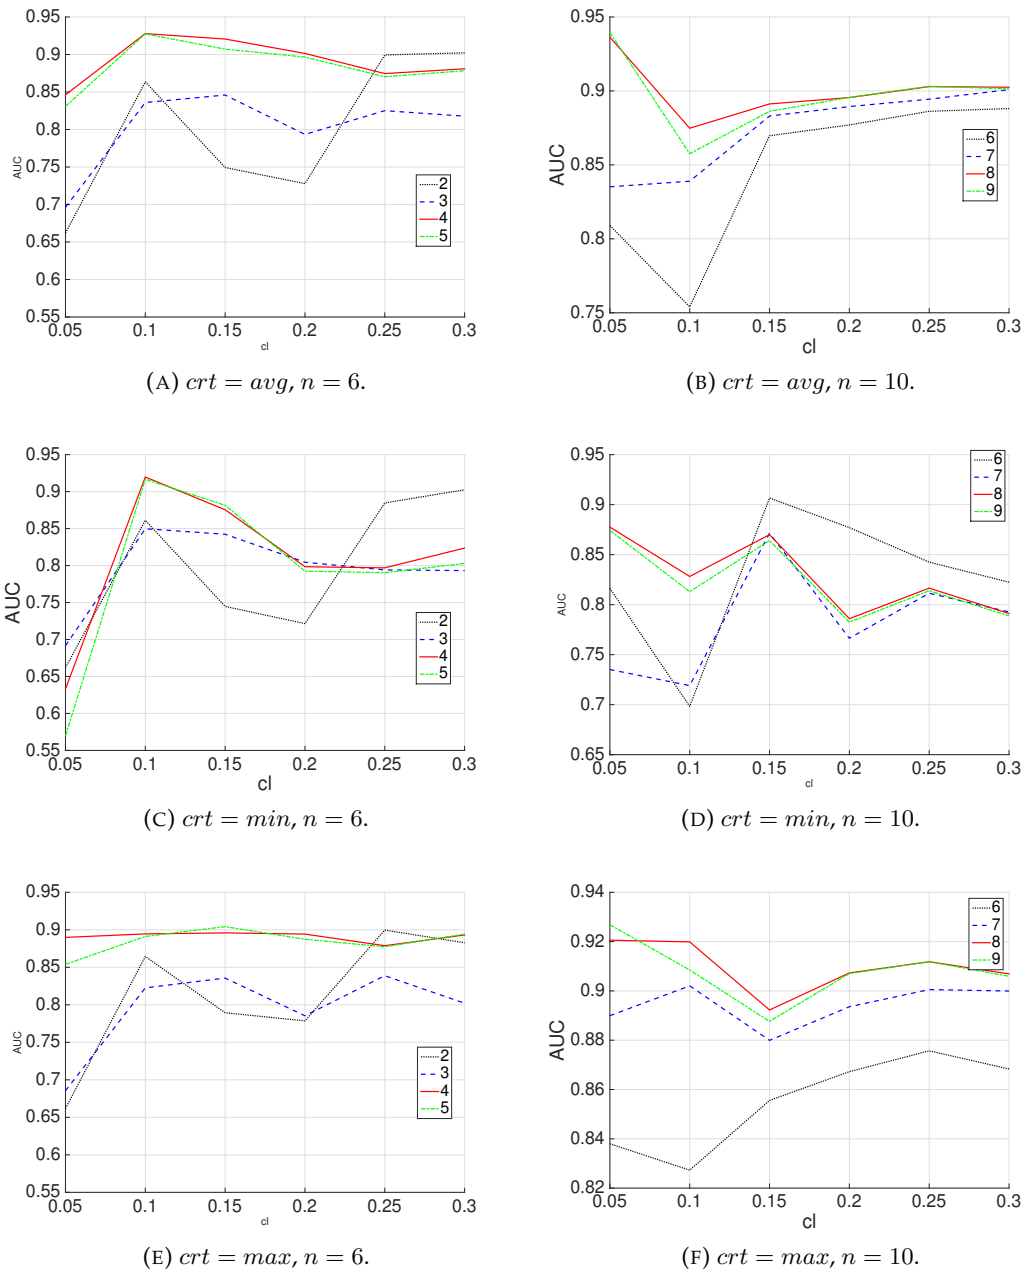 0.95
0.9
0.85
0.8
0.75
0.7
0.65
0.6
0.55
AUC
0.05 0.1 0.15 0.2 0.25 0.3
cl
2
3
4
5
(A) crt = avg, n = 6.
0.95
0.9
0.85
0.8
0.75
AUC
0.05 0.1 0.15 0.2 0.25 0.3
cl
6
7
8
9
(B) crt = avg, n = 10.
0.95
0.9
0.85
0.8
0.75
0.7
0.65
0.6
0.55
AUC
0.05 0.1 0.15 0.2 0.25 0.3
cl
2
3
4
5
(C) crt = min, n = 6.
0.95
0.9
0.85
0.8
0.75
0.7
0.65
AUC
0.05 0.1 0.15 0.2 0.25 0.3
cl
6
7
8
9
(D) crt = min, n = 10.
0.95
0.9
0.85
0.8
0.75
0.7
0.65
0.6
0.55
AUC
0.05 0.1 0.15 0.2 0.25 0.3
cl
2
3
4
5
(E) crt = max, n = 6.
0.94
0.92
0.9
0.88
0.86
0.84
0.82
AUC
0.05 0.1 0.15 0.2 0.25 0.3
cl
6
7
8
9
(F) crt = max, n = 10.